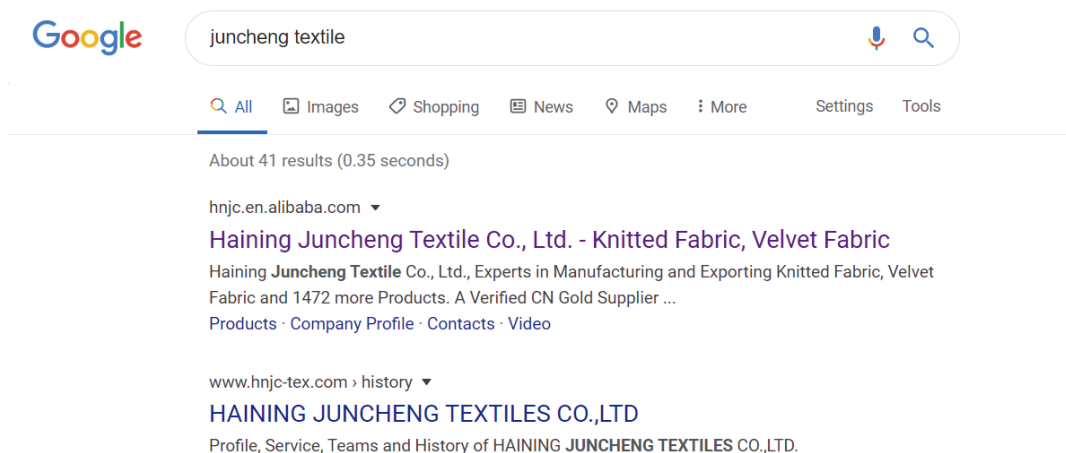 Google
juncheng textile
All Images Shopping News Maps More Settings Tools
About 41 results (0.35 seconds)
hnjc.en.alibaba.com
Haining Juncheng Textile Co., Ltd. - Knitted Fabric, Velvet Fabric
Haining Juncheng Textile Co., Ltd., Experts in Manufacturing and Exporting Knitted Fabric, Velvet
Fabric and 1472 more Products. A Verified CN Gold Supplier ...
Products · Company Profile · Contacts · Video
www.hnjc-tex.com › history
HAINING JUNCHENG TEXTILES CO.,LTD
Profile, Service, Teams and History of HAINING JUNCHENG TEXTILES CO.,LTD.